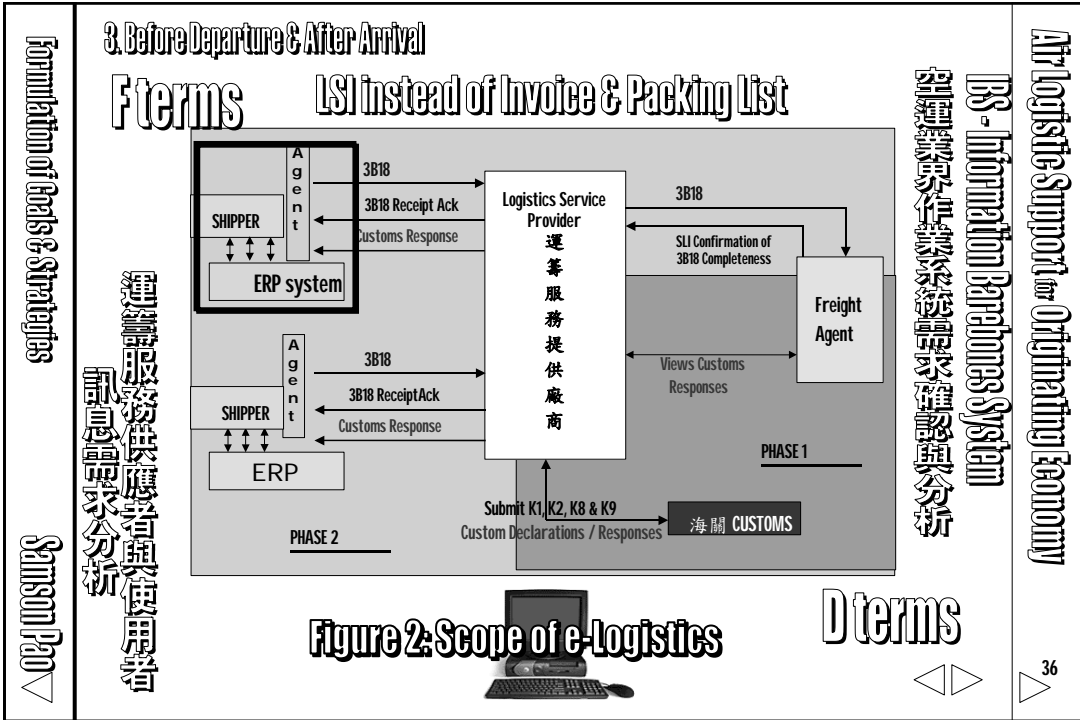 3. Before Departure & After Arrival
F terms
LSI instead of Invoice & Packing List
Formulation of Goals & Strategies
Samson Pao
運籌服務供應者與使用者
訊息需求分析
Agent
SHIPPER
ERP system
3B18
3B18 Receipt Ack
Customs Response
Agent
SHIPPER
ERP
3B18
3B18 ReceiptAck
Customs Response
PHASE 2
Logistics Service
Provider
運籌服務提供廠商
3B18
SLI Confirmation of
3B18 Completeness
Freight
Agent
Views Customs
Responses
PHASE 1
Submit K1, K2, K8 & K9
Custom Declarations / Responses
海關 CUSTOMS
Figure 2: Scope of e-Logistics
D terms
空運業界作業系統需求確認與分析
IBS - Information Barebones System
Air Logistic Support for Originating Economy
36